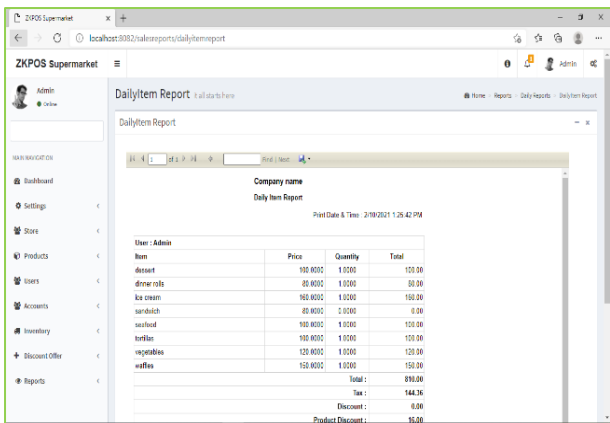 ZKPOS Supermarket
localhost:8082/salesreports/dailyitemreport
ZKPOS Supermarket
Admin
Admin
Online
DailyItem Report It all starts here
Home > Reports > Daily Reports > DailyItem Report
DailyItem Report
MAIN NAVIGATION
1 of 1
Find | Next
Dashboard
Settings
Store
Products
Users
Accounts
Inventory
Discount Offer
Reports
Company name
Daily Item Report
Print Date & Time : 2/10/2021 1:26:42 PM
User : Admin
Item Price Quantity Total
dessert 100.0000 1.0000 100.00
dinner rolls 80.0000 1.0000 80.00
ice cream 160.0000 1.0000 160.00
sandwich 80.0000 0.0000 0.00
seafood 100.0000 1.0000 100.00
tortillas 100.0000 1.0000 100.00
vegetables 120.0000 1.0000 120.00
waffles 150.0000 1.0000 150.00
Total : 810.00
Tax : 144.36
Discount : 0.00
Product Discount : 16.00